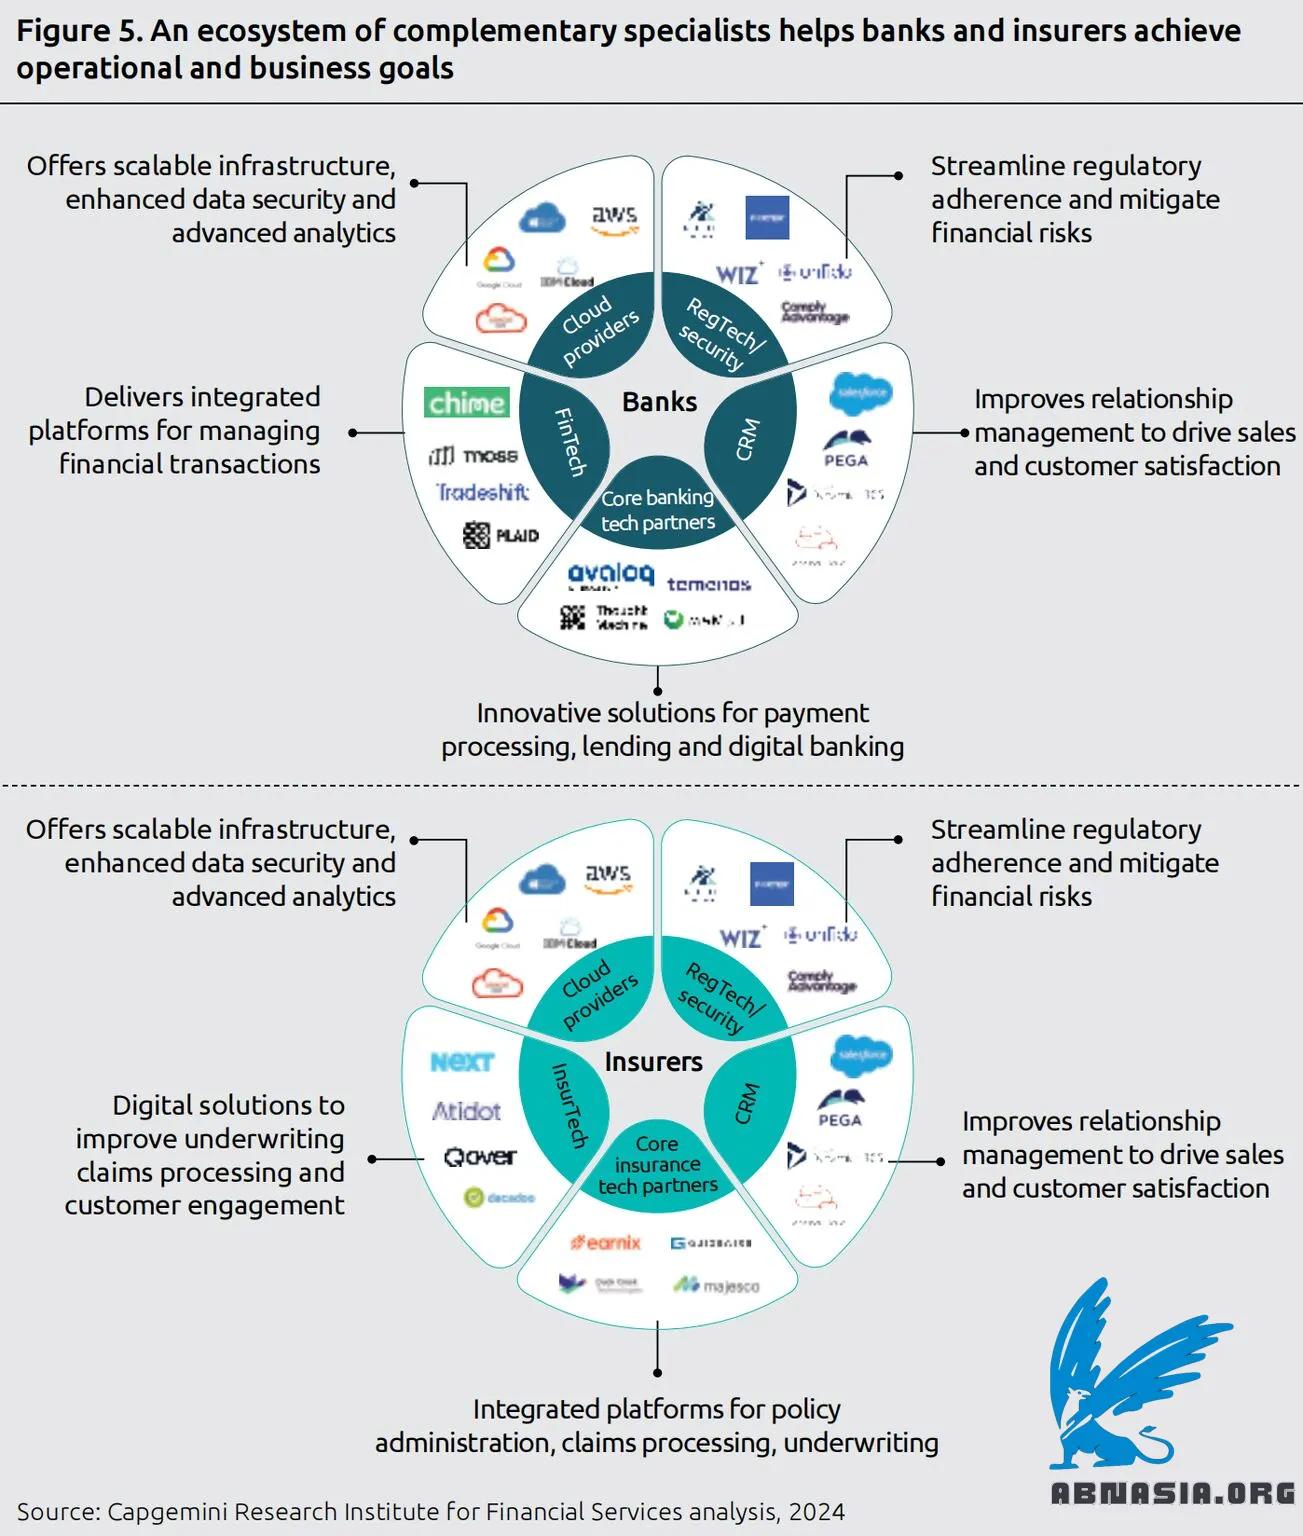 Figure 5. An ecosystem of complementary specialists helps banks and insurers achieve
operational and business goals
Offers scalable infrastructure,
enhanced data security and
advanced analytics
Streamline regulatory
adherence and mitigate
financial risks
aws
Google Cloud
IBM Cloud
WIZ
onfido
Comply
Advantage
Cloud
providers
RegTech/
security
Delivers integrated
platforms for managing
financial transactions
chime
moss
Tradeshift
PLAID
FinTech
Banks
CRM
salesforce
PEGA
Improves relationship
management to drive sales
and customer satisfaction
Core banking
tech partners
avaloq
temenos
Thought
Machine
Innovative solutions for payment
processing, lending and digital banking
Offers scalable infrastructure,
enhanced data security and
advanced analytics
Streamline regulatory
adherence and mitigate
financial risks
aws
Google Cloud
IBM Cloud
WIZ
onfido
Comply
Advantage
Cloud
providers
RegTech/
security
Digital solutions to
improve underwriting
claims processing and
customer engagement
NEXT
Atidot
Qover
dacadoo
InsurTech
Insurers
CRM
salesforce
PEGA
Improves relationship
management to drive sales
and customer satisfaction
Core
insurance
tech partners
earnix
GUIDEWIRE
Duck Creek
Technologies
majesco
Integrated platforms for policy
administration, claims processing, underwriting
ABNASIA.ORG
Source: Capgemini Research Institute for Financial Services analysis, 2024